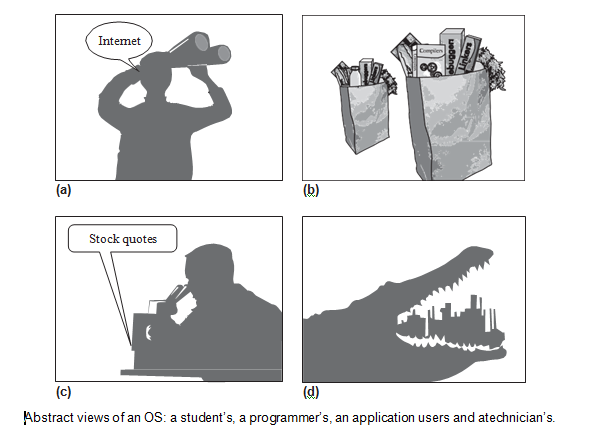 Internet
Compilers
Debuggers
Linkers
(a)
(b)
Stock quotes
(c)
(d)
Abstract views of an OS: a student's, a programmer's, an application users and atechnician's.